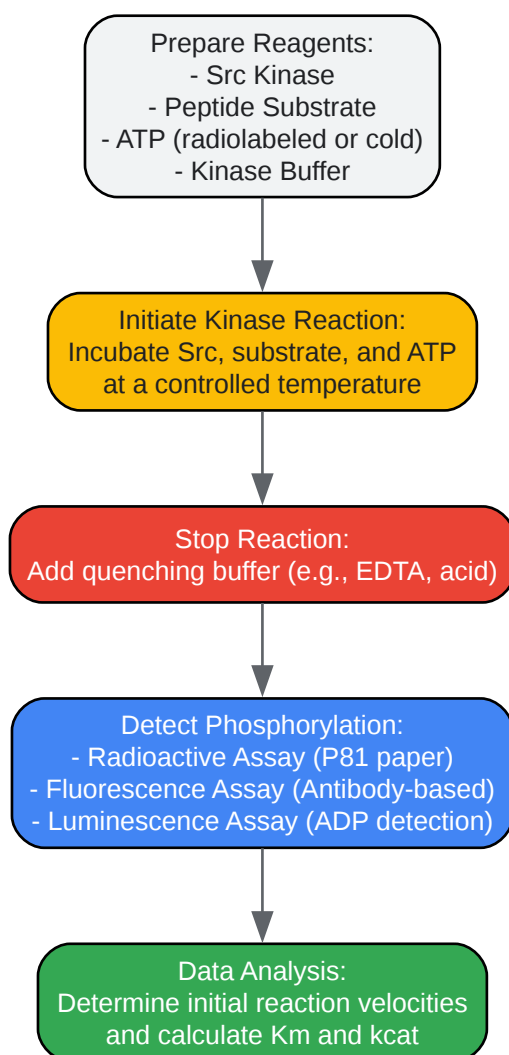 Prepare Reagents:
- Src Kinase
- Peptide Substrate
- ATP (radiolabeled or cold)
- Kinase Buffer
Initiate Kinase Reaction:
Incubate Src, substrate, and ATP
at a controlled temperature
Stop Reaction:
Add quenching buffer (e.g., EDTA, acid)
Detect Phosphorylation:
- Radioactive Assay (P81 paper)
- Fluorescence Assay (Antibody-based)
- Luminescence Assay (ADP detection)
Data Analysis:
Determine initial reaction velocities
and calculate Km and kcat